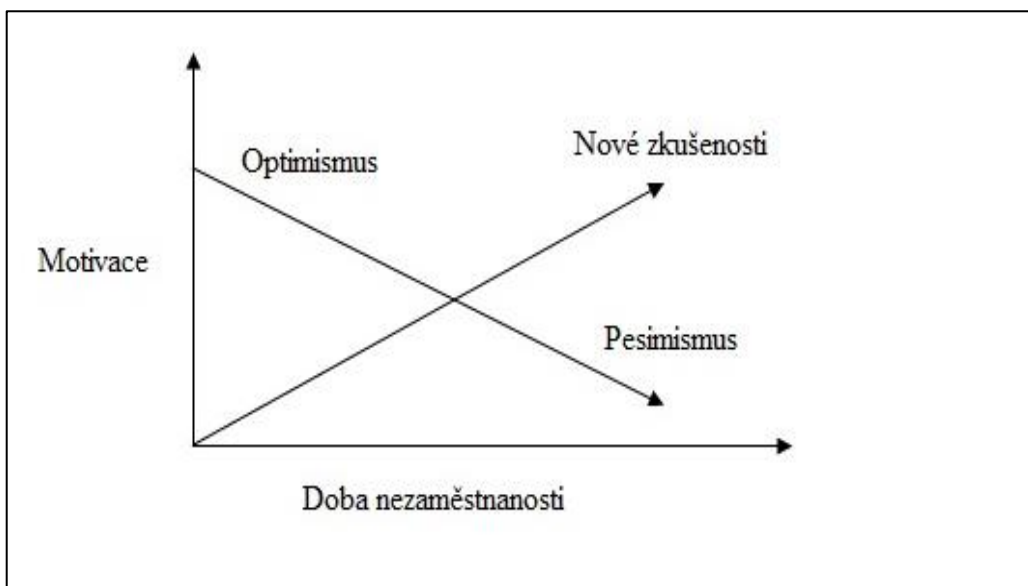 Nové zkušenosti
Optimismus
Motivace
Pesimismus
Doba nezaměstnanosti